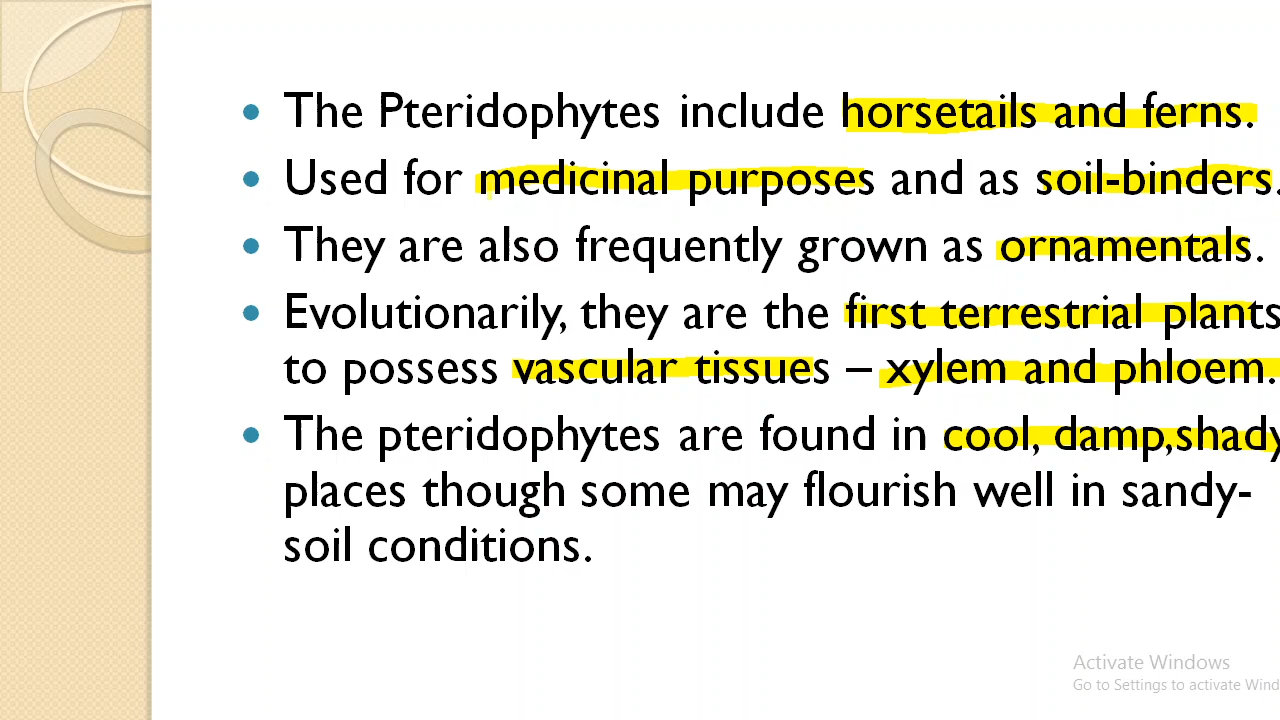 • The Pteridophytes include horsetails and ferns.
• Used for medicinal purposes and as soil-binders.
• They are also frequently grown as ornamentals.
• Evolutionarily, they are the first terrestrial plants
to possess vascular tissues – xylem and phloem.
• The pteridophytes are found in cool, damp,shady
places though some may flourish well in sandy-
soil conditions.
Activate Windows
Go to Settings to activate Wind